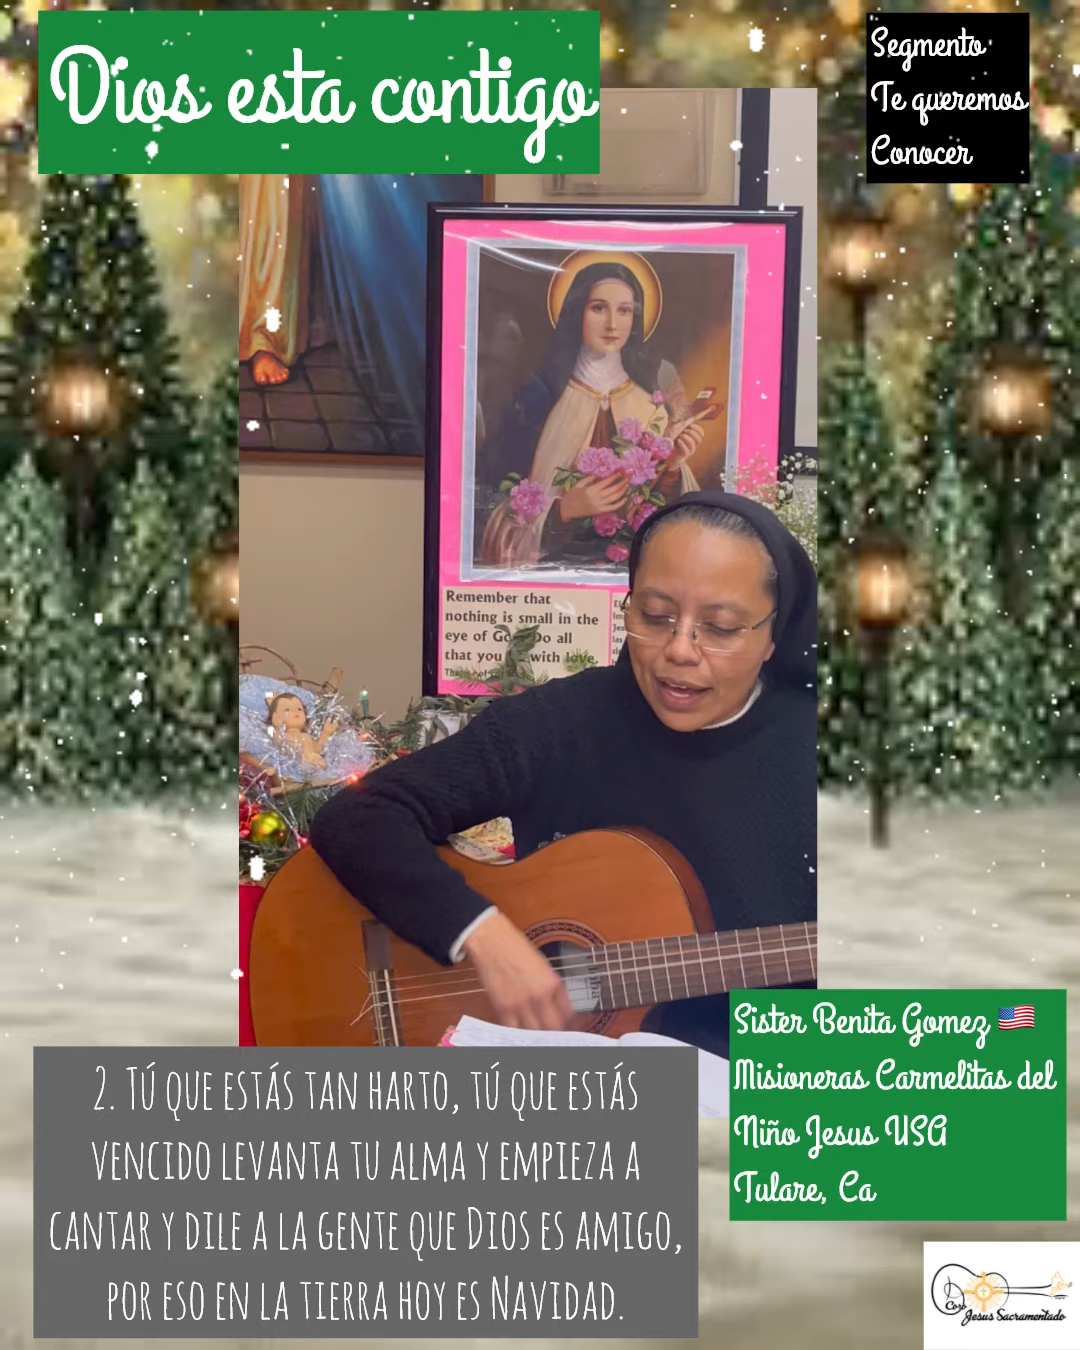 Dios esta contigo
Segmento
Te queremos
Conocer
Remember that
nothing is small in the
eye of God Do all
that you with love.
Sister Benita Gomez 🇺🇸
Misioneras Carmelitas del
Niño Jesus USA
Tulare, Ca
2. Tú que estás tan harto, tú que estás
vencido levanta tu alma y empieza a
cantar y dile a la gente que Dios es amigo,
por eso en la tierra hoy es Navidad.
Coro
Jesus Sacramentado